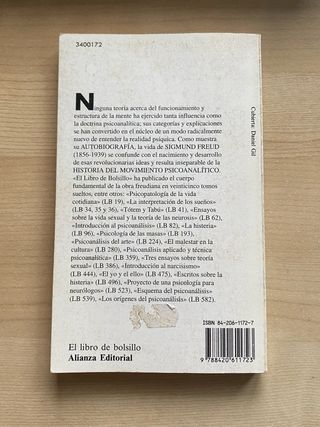 3400172
Ninguna teoría acerca del funcionamiento y
estructura de la mente ha ejercido tanta influencia como
la doctrina psicoanalítica; sus categorías y explicaciones
se han convertido en el núcleo de un modo radicalmente
nuevo de entender la realidad psíquica. Como muestra
su AUTOBIOGRAFÍA, la vida de SIGMUND FREUD
(1856-1939) se confunde con el nacimiento y desarrollo
de esas revolucionarias ideas y resulta inseparable de la
HISTORIA DEL MOVIMIENTO PSICOANALÍTICO.
«El Libro de Bolsillo» ha publicado el cuerpo
fundamental de la obra freudiana en veinticinco tomos
sueltos, entre otros: «Psicopatología de la vida
cotidiana» (LB 19), «La interpretación de los sueños»
(LB 34, 35 y 36), «Tótem y Tabú» (LB 41), «Ensayos
sobre la vida sexual y la teoría de las neurosis» (LB 62),
«Introducción al psicoanálisis» (LB 82), «La histeria»
(LB 96), «Psicología de las masas» (LB 193),
«Psicoanálisis del arte» (LB 224), «El malestar en la
cultura» (LB 280), «Psicoanálisis aplicado y técnica
psicoanalítica» (LB 359), «Tres ensayos sobre teoría
sexual» (LB 386), «Introducción al narcisismo»
(LB 444), «El yo y el ello» (LB 475), «Escritos sobre la
histeria» (LB 496), «Proyecto de una psicología para
neurólogos» (LB 523), «Esquema del psicoanálisis»
(LB 539), «Los orígenes del psicoanálisis» (LB 582).
El libro de bolsillo
Alianza Editorial
Cubierta: Daniel Gil
ISBN 84-206-1172-7
9 788420 611723